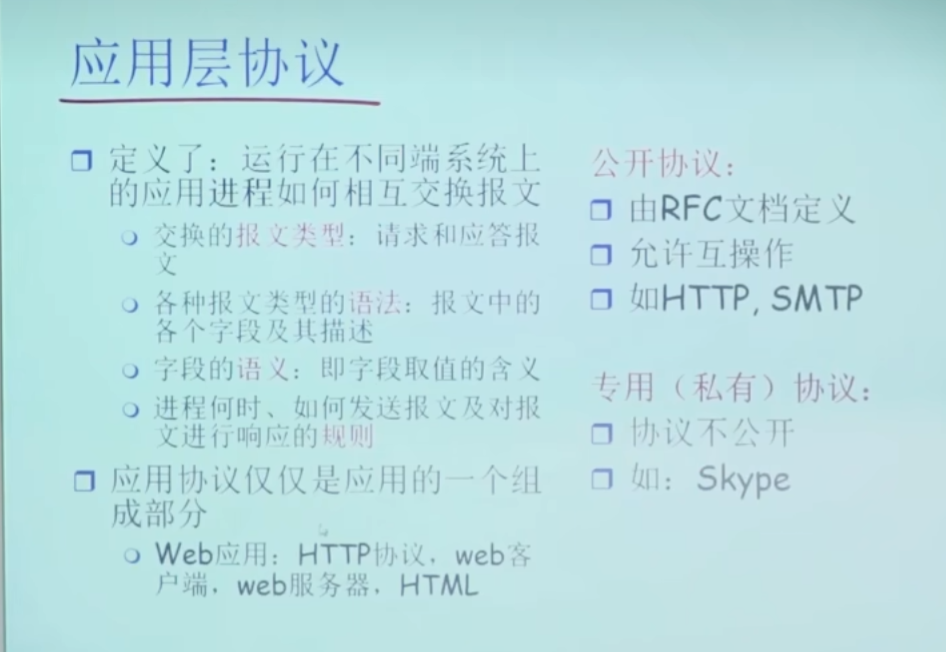 应用层协议
定义了：运行在不同端系统上
的应用进程如何相互交换报文
交换的报文类型：请求和应答报
文
各种报文类型的语法：报文中的
各个字段及其描述
字段的语义：即字段取值的含义
进程何时、如何发送报文及对报
文进行响应的规则
应用协议仅仅是应用的一个组
成部分
Web应用：HTTP协议，web客
户端，web服务器，HTML
公开协议：
由RFC文档定义
允许互操作
如HTTP, SMTP
专用（私有）协议：
协议不公开
如：Skype